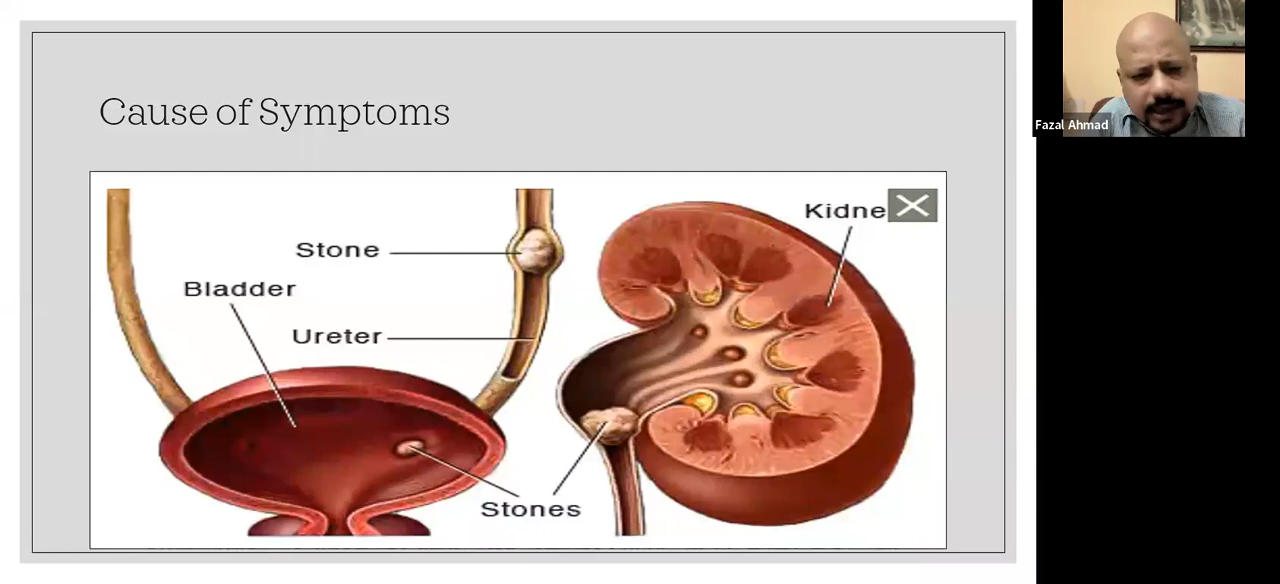 Cause of Symptoms
Kidne
Stone
Bladder
Ureter
Stones
Fazal Ahmad